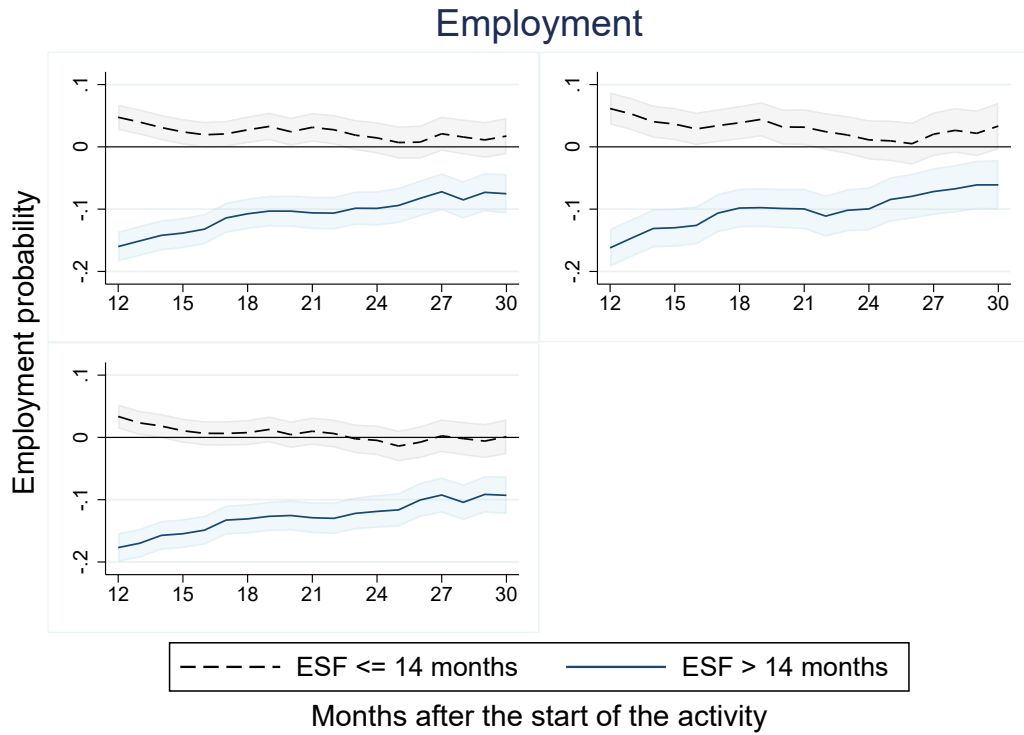 Employment
Employment probability
.1
0
-.1
-.2
12 15 18 21 24 27 30
.1
0
-.1
-.2
12 15 18 21 24 27 30
.1
0
-.1
-.2
12 15 18 21 24 27 30
ESF <= 14 months ESF > 14 months
Months after the start of the activity